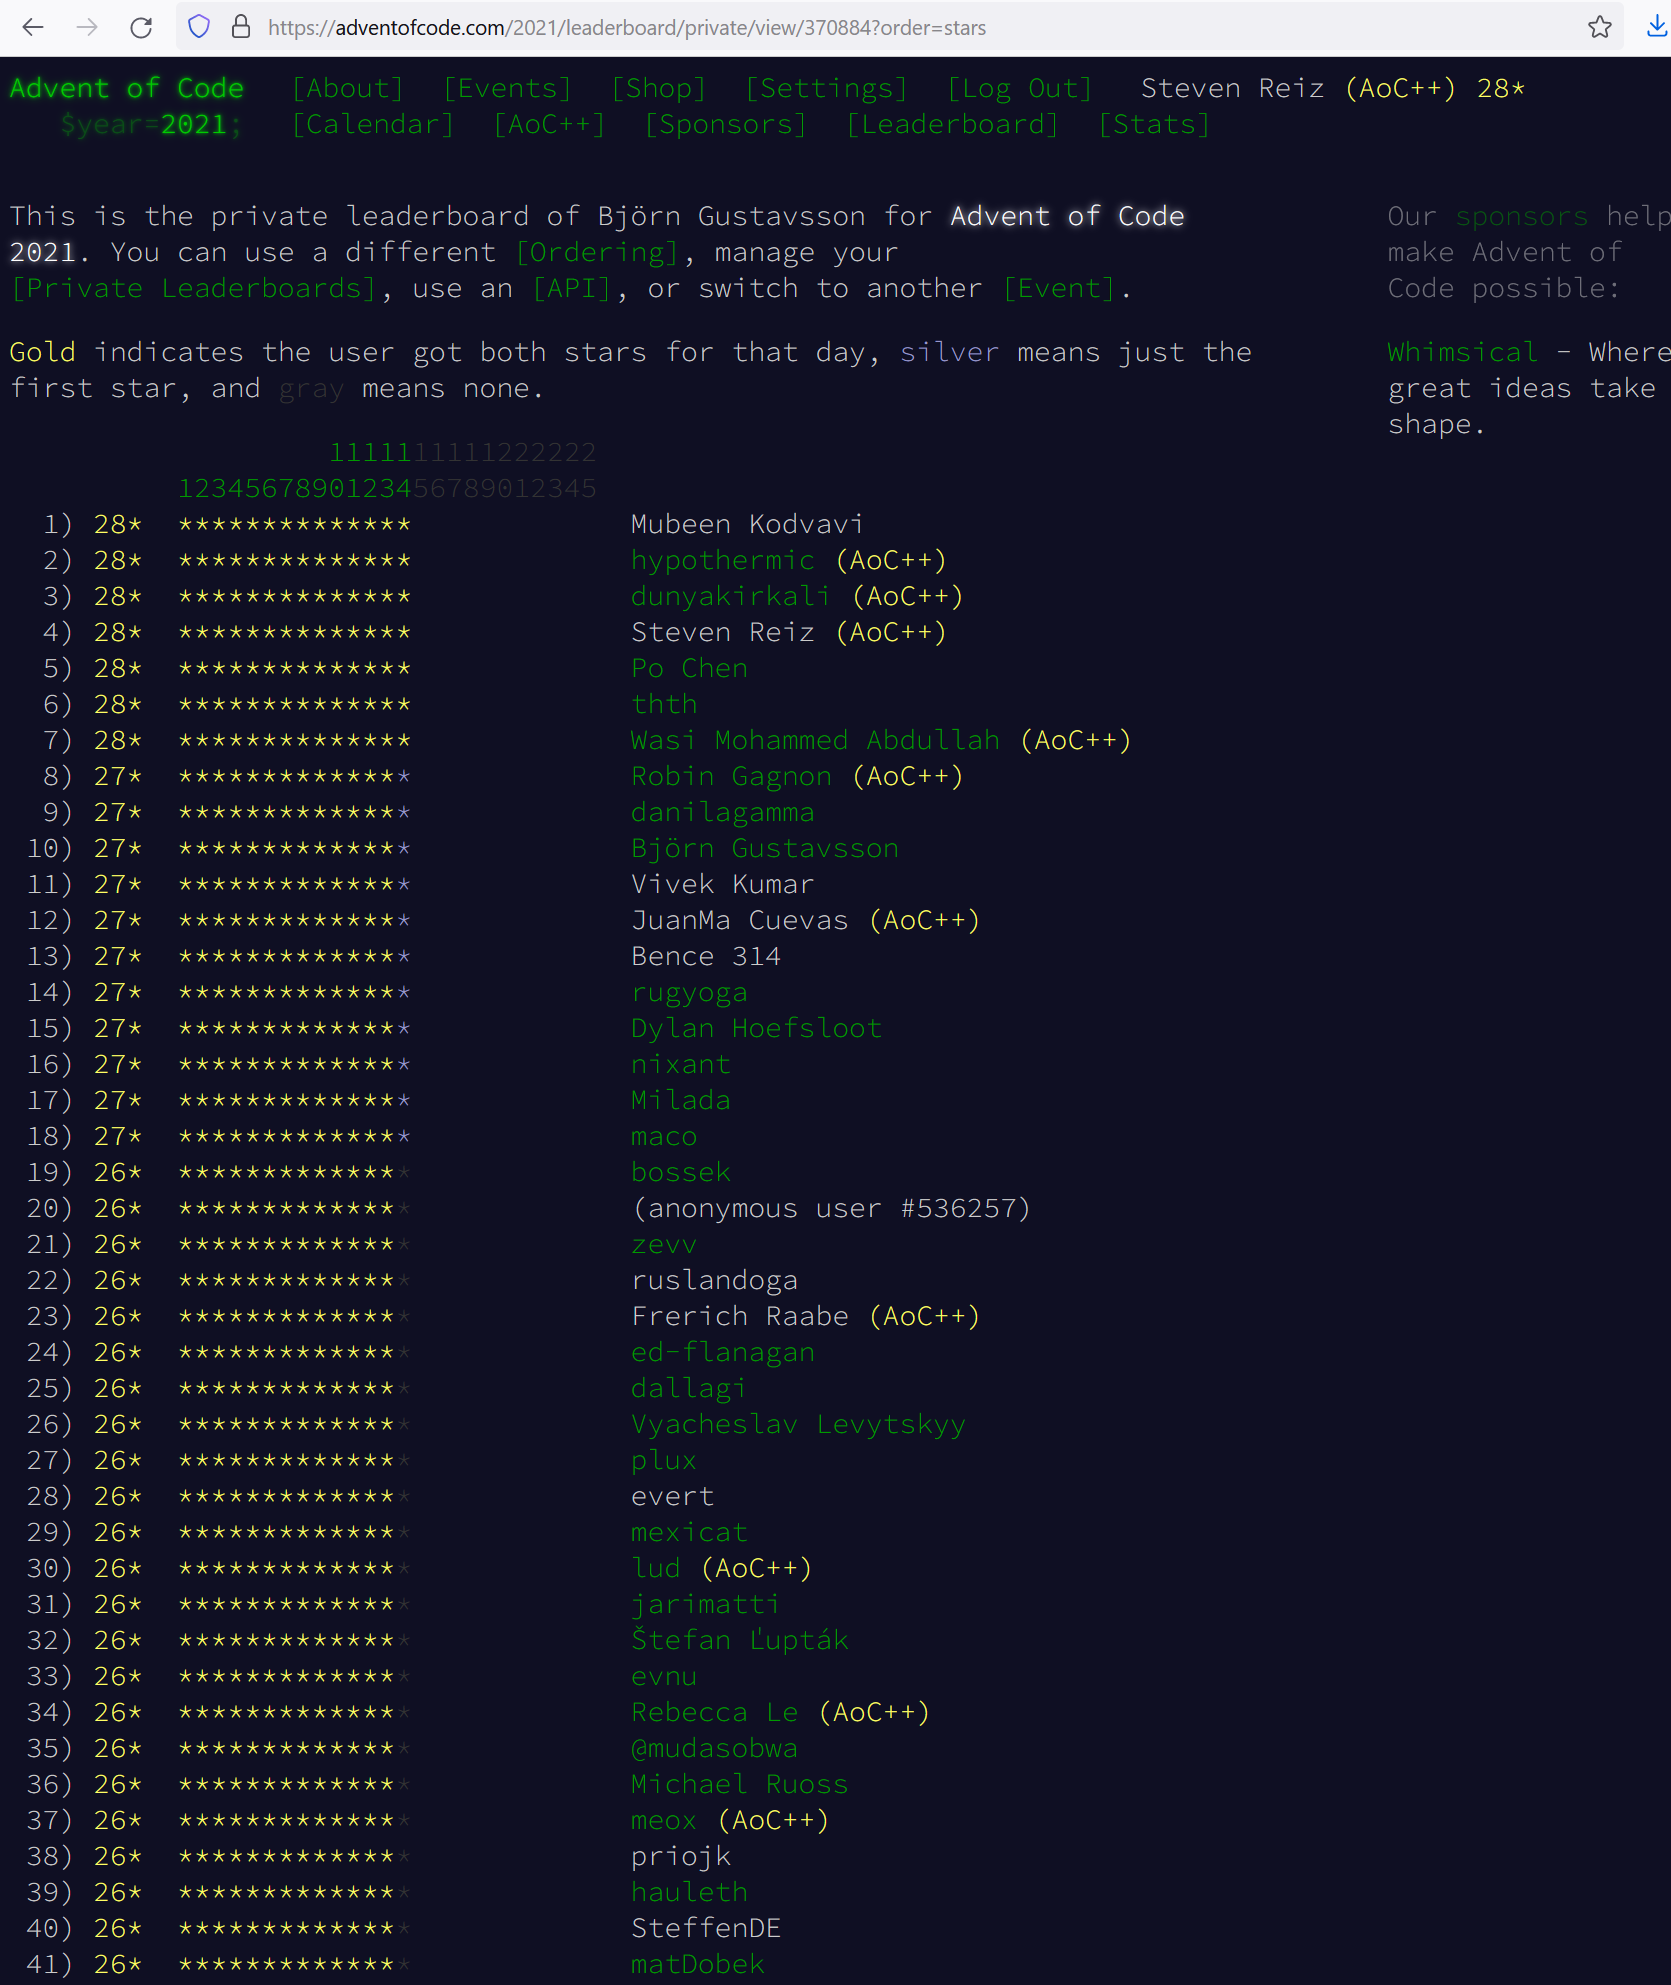 https://adventofcode.com/2021/leaderboard/private/view/370884?order=stars
Advent of Code [About] [Events] [Shop] [Settings] [Log Out] Steven Reiz (AoC++) 28*
$year=2021; [Calendar] [AoC++] [Sponsors] [Leaderboard] [Stats]
This is the private leaderboard of Björn Gustavsson for Advent of Code
2021. You can use a different [Ordering], manage your
[Private Leaderboards], use an [API], or switch to another [Event].
Gold indicates the user got both stars for that day, silver means just the
first star, and gray means none.
Our sponsors help
make Advent of
Code possible:
Whimsical - Where
great ideas take
shape.
1111111111222222
1234567890123456789012345
1) 28* ************** Mubeen Kodvavi
2) 28* ************** hypothermic (AoC++)
3) 28* ************** dunyakirkali (AoC++)
4) 28* ************** Steven Reiz (AoC++)
5) 28* ************** Po Chen
6) 28* ************** thth
7) 28* ************** Wasi Mohammed Abdullah (AoC++)
8) 27* ************** Robin Gagnon (AoC++)
9) 27* ************** danilagamma
10) 27* ************** Björn Gustavsson
11) 27* ************** Vivek Kumar
12) 27* ************** JuanMa Cuevas (AoC++)
13) 27* ************** Bence 314
14) 27* ************** rugyoga
15) 27* ************** Dylan Hoefsloot
16) 27* ************** nixant
17) 27* ************** Milada
18) 27* ************** maco
19) 26* ************** bossek
20) 26* ************** (anonymous user #536257)
21) 26* ************** zevv
22) 26* ************** ruslandoga
23) 26* ************** Frerich Raabe (AoC++)
24) 26* ************** ed-flanagan
25) 26* ************** dallagi
26) 26* ************** Vyacheslav Levytskyy
27) 26* ************** plux
28) 26* ************** evert
29) 26* ************** mexicat
30) 26* ************** lud (AoC++)
31) 26* ************** jarimatti
32) 26* ************** Štefan Ľupták
33) 26* ************** evnu
34) 26* ************** Rebecca Le (AoC++)
35) 26* ************** @mudasobwa
36) 26* ************** Michael Ruoss
37) 26* ************** meox (AoC++)
38) 26* ************** priojk
39) 26* ************** hauleth
40) 26* ************** SteffenDE
41) 26* ************** matDobek